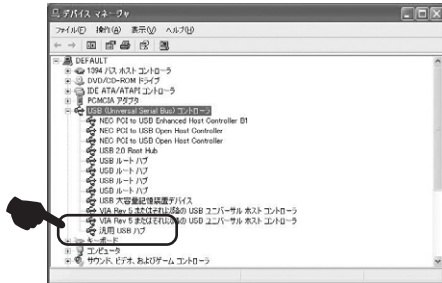 デバイス マネージャ
ファイル(F) 操作(A) 表示(V) ヘルプ(H)
DEFAULT
1394 バス ホスト コントローラ
DVD/CD-ROM ドライブ
IDE ATA/ATAPI コントローラ
PCMCIA アダプタ
USB (Universal Serial Bus) コントローラ
NEC PCI to USB Enhanced Host Controller B1
NEC PCI to USB Open Host Controller
NEC PCI to USB Open Host Controller
USB 2.0 Root Hub
USB ルート ハブ
USB ルート ハブ
USB ルート ハブ
USB ルート ハブ
USB 大容量記憶装置デバイス
VIA Rev 5 またはそれ以降の USB ユニバーサル ホスト コントローラ
VIA Rev 5 またはそれ以降の USB ユニバーサル ホスト コントローラ
汎用 USB ハブ
キーボード
コンピュータ
サウンド、ビデオ、およびゲーム コントローラ